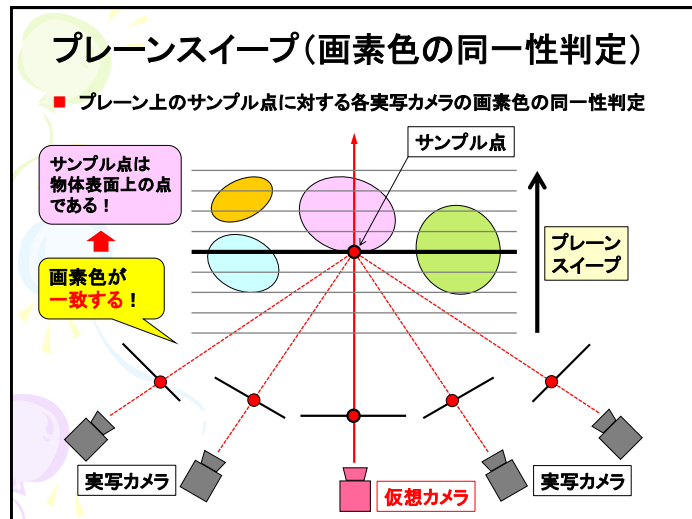 プレーンスイープ(画素色の同一性判定)
プレーン上のサンプル点に対する各実写カメラの画素色の同一性判定
サンプル点
サンプル点は
物体表面上の点
である!
画素色が
一致する!
プレーン
スイープ
実写カメラ
仮想カメラ
実写カメラ